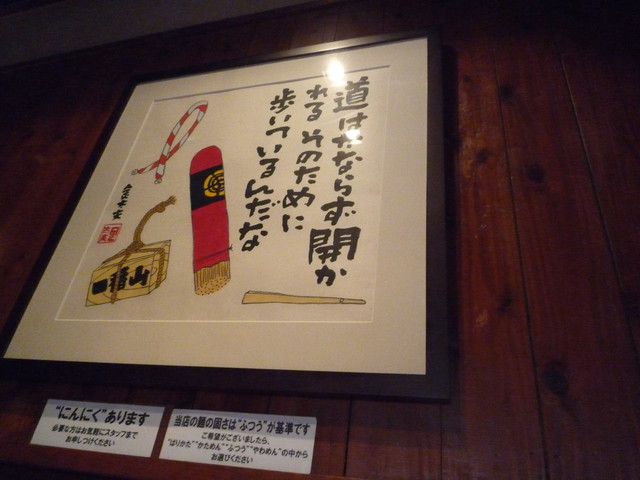 道はかならず開か
れる そのために
歩いているんだな
一番山
"にんにく"あります
必要な方はお気軽にスタッフまで
お申しつけください
当店の麺の固さは"ふつう"が基準です
ご希望がございましたら、
"ばりかた" "かためん" "ふつう" "やわめん" の中から
お選びください